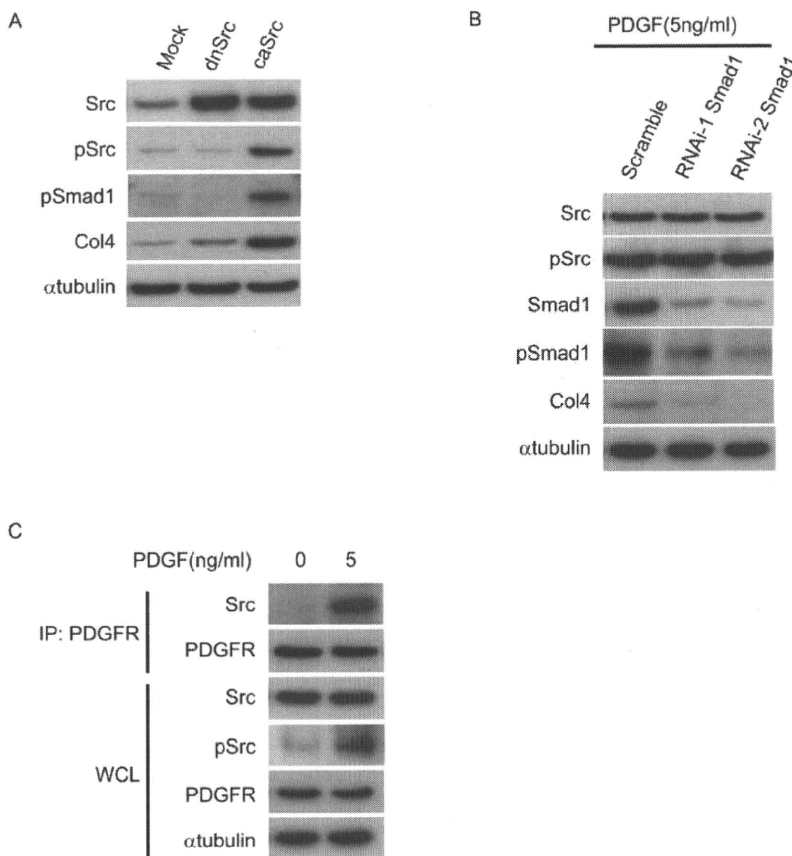 A
Mock
dnSrc
caSrc
Src
pSrc
pSmad1
Col4
αtubulin
B
PDGF(5ng/ml)
Scramble
RNAi-1 Smad1
RNAi-2 Smad1
Src
pSrc
Smad1
pSmad1
Col4
αtubulin
C
PDGF(ng/ml) 0 5
IP: PDGFR
Src
PDGFR
WCL
Src
pSrc
PDGFR
αtubulin